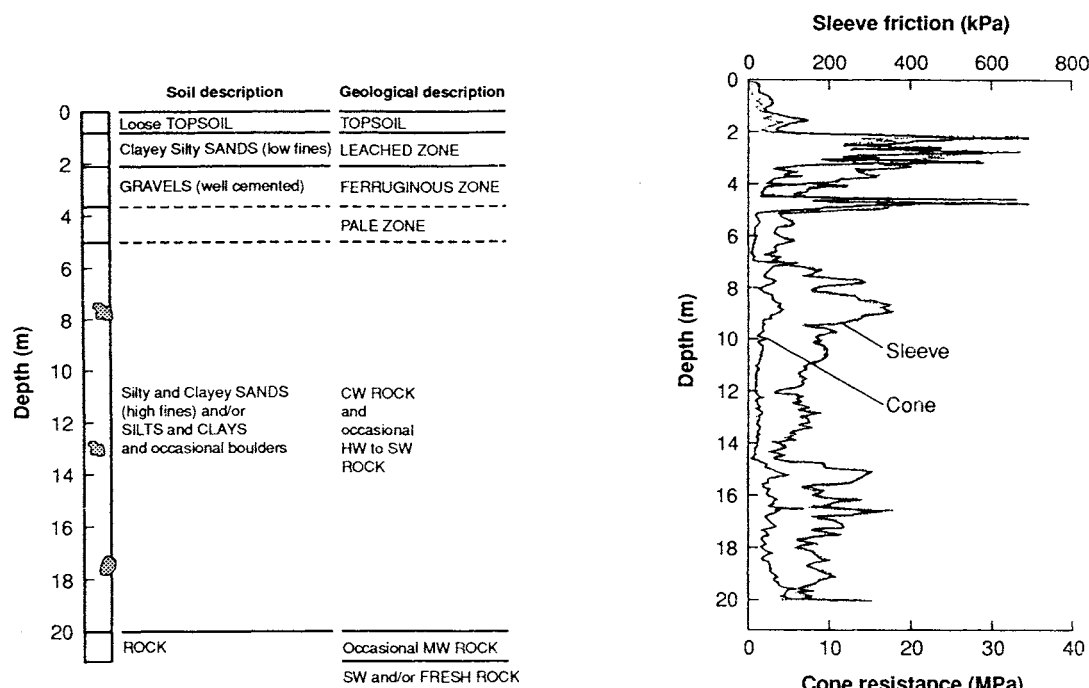 Soil description Geological description
0
Loose TOPSOIL TOPSOIL
Clayey Silty SANDS (low fines) LEACHED ZONE
2
GRAVELS (well cemented) FERRUGINOUS ZONE
4
PALE ZONE
6
8
10
Depth (m)
Silty and Clayey SANDS
(high fines) and/or
SILTS and CLAYS
and occasional boulders
CW ROCK
and
occasional
HW to SW
ROCK
12
14
16
18
20
ROCK Occasional MW ROCK
SW and/or FRESH ROCK
Sleeve friction (kPa)
0 200 400 600 800
0
2
4
6
8
10
12
14
16
18
20
Depth (m)
Sleeve
Cone
0 10 20 30 40
Cone resistance (MPa)